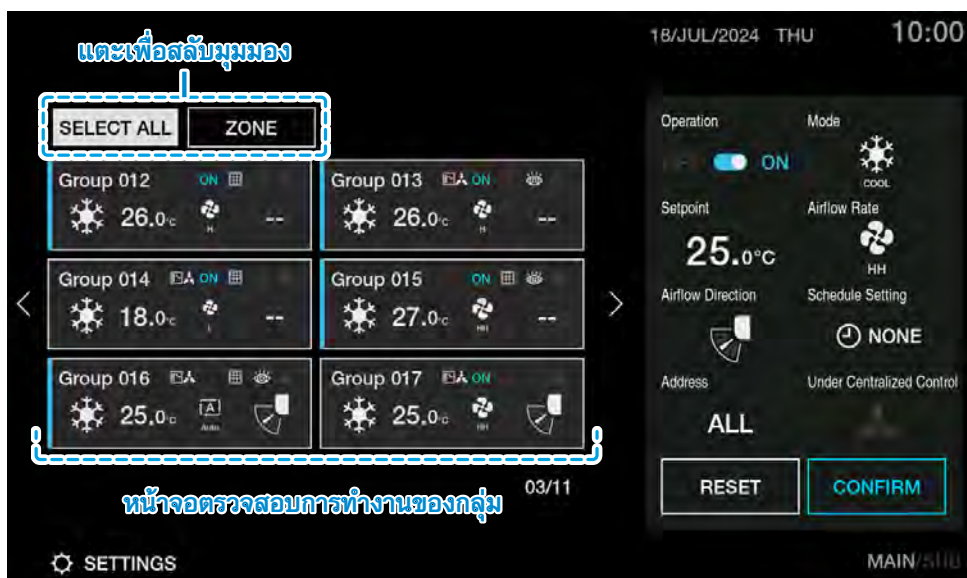 18/JUL/2024 THU 10:00
แตะเพื่อสลับมุมมอง
SELECT ALL ZONE
Group 012 ON
26.0°c H --
Group 013 ON
26.0°c H --
Group 014 ON
18.0°c L --
Group 015 ON
27.0°c HH --
Group 016
25.0°c A Auto
Group 017 ON
25.0°c HH
หน้าจอตรวจสอบการทำงานของกลุ่ม
03/11
Operation Mode
ON COOL
Setpoint Airflow Rate
25.0°C HH
Airflow Direction Schedule Setting
NONE
Address Under Centralized Control
ALL
RESET CONFIRM
SETTINGS
MAIN/SUB